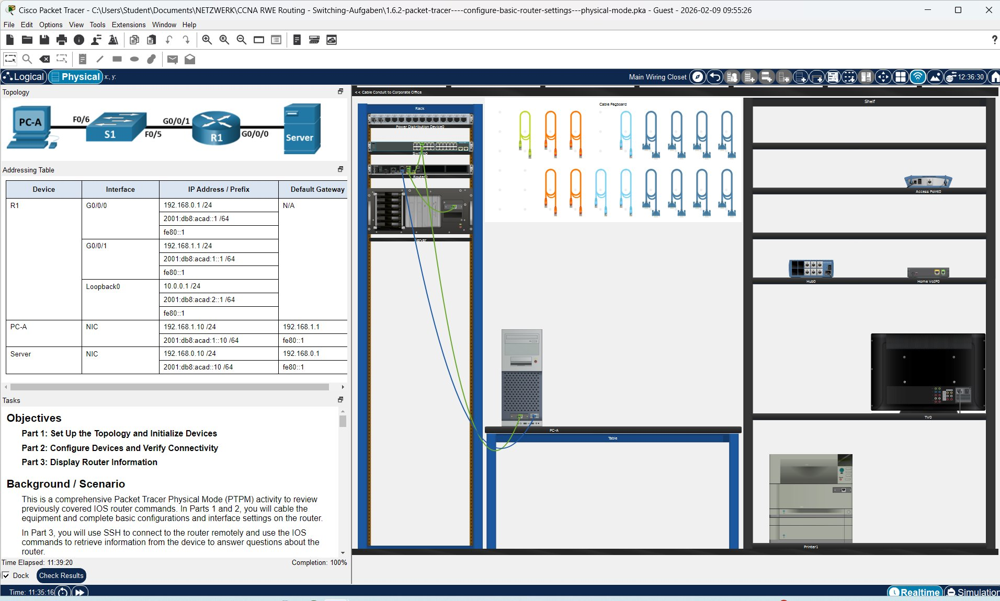 Cisco Packet Tracer - C:\Users\Student\Documents\NETZWERK\CCNA RWE Routing - Switching-Aufgaben\1.6.2-packet-tracer----configure-basic-router-settings---physical-mode.pka - Guest - 2026-02-09 09:55:26
File Edit Options View Tools Extensions Window Help
?
Logical Physical x:, y: Main Wiring Closet 12:36:30
Topology
PC-A F0/6 S1 F0/5 G0/0/1 R1 G0/0/0 Server
Addressing Table
Device Interface IP Address / Prefix Default Gateway
R1 G0/0/0 192.168.0.1 /24 N/A
2001:db8:acad::1 /64
fe80::1
G0/0/1 192.168.1.1 /24
2001:db8:acad:1::1 /64
fe80::1
Loopback0 10.0.0.1 /24
2001:db8:acad:2::1 /64
fe80::1
PC-A NIC 192.168.1.10 /24 192.168.1.1
2001:db8:acad:1::10 /64 fe80::1
Server NIC 192.168.0.10 /24 192.168.0.1
2001:db8:acad::10 /64 fe80::1
Tasks
Objectives
Part 1: Set Up the Topology and Initialize Devices
Part 2: Configure Devices and Verify Connectivity
Part 3: Display Router Information
Background / Scenario
This is a comprehensive Packet Tracer Physical Mode (PTPM) activity to review
previously covered IOS router commands. In Parts 1 and 2, you will cable the
equipment and complete basic configurations and interface settings on the router.
In Part 3, you will use SSH to connect to the router remotely and use the IOS
commands to retrieve information from the device to answer questions about the
router.
Time Elapsed: 11:39:20 Completion: 100%
Dock Check Results
Time: 11:35:16
<< Cable Conduit to Corporate Office
Rack
Power Distribution Device0
Switch0
Router0
Server
Cable Pegboard
PC-A
Table
Shelf
Access Point0
Hub0 Home VoIP0
TV0
Printer1
Realtime Simulation